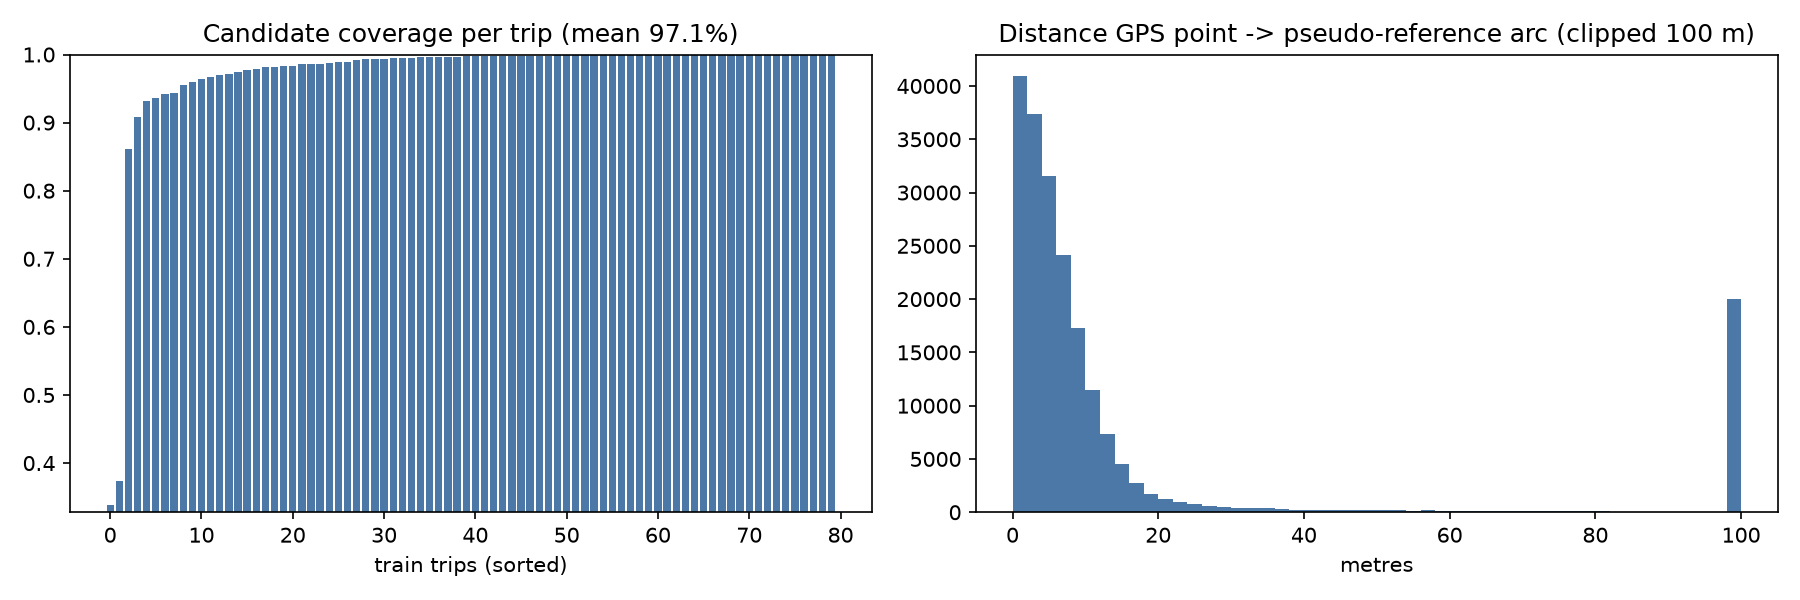 Candidate coverage per trip (mean 97.1%)
1.0
0.9
0.8
0.7
0.6
0.5
0.4
0 10 20 30 40 50 60 70 80
train trips (sorted)
Distance GPS point -> pseudo-reference arc (clipped 100 m)
40000
35000
30000
25000
20000
15000
10000
5000
0
0 20 40 60 80 100
metres